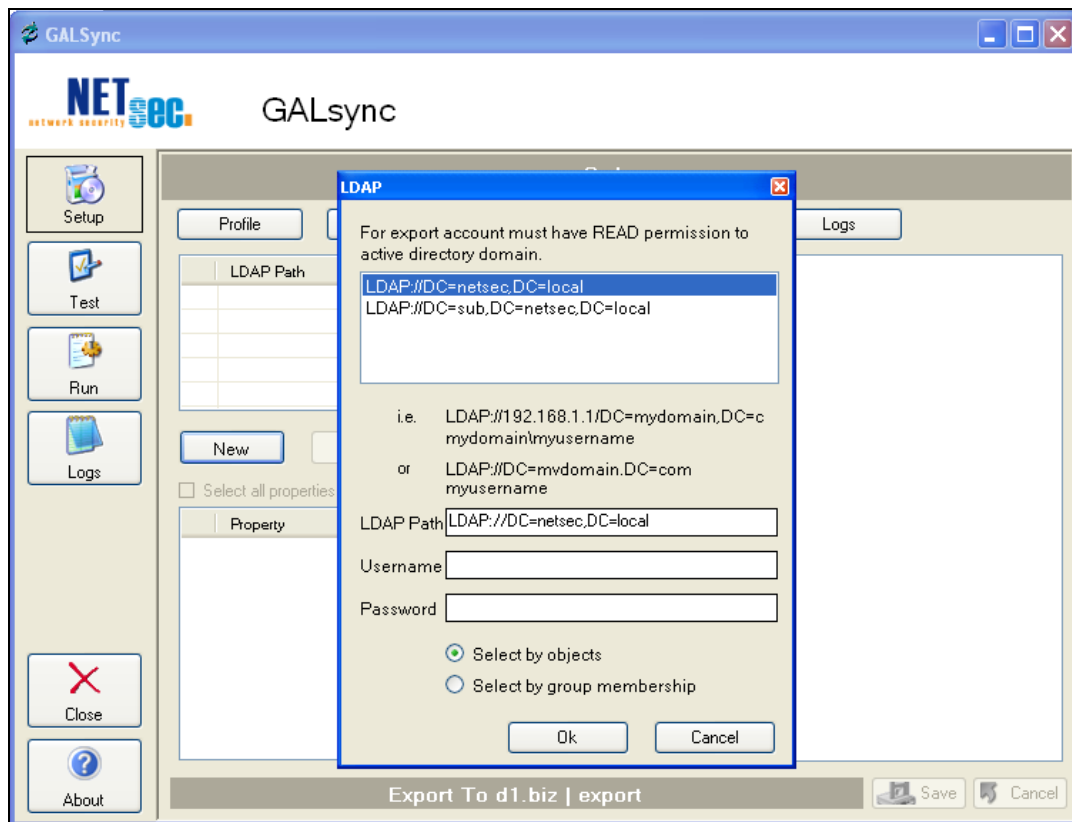 GALSync
NETsec.
network security
GALsync
Setup
Test
Run
Logs
Close
About
Profile
Logs
LDAP Path
New
Select all properties
Property
LDAP
For export account must have READ permission to
active directory domain.
LDAP://DC=netsec,DC=local
LDAP://DC=sub,DC=netsec,DC=local
i.e. LDAP://192.168.1.1/DC=mydomain,DC=c
mydomain\myusername
or LDAP://DC=mydomain.DC=com
myusername
LDAP Path LDAP://DC=netsec,DC=local
Username
Password
Select by objects
Select by group membership
Ok Cancel
Export To d1.biz | export
Save Cancel